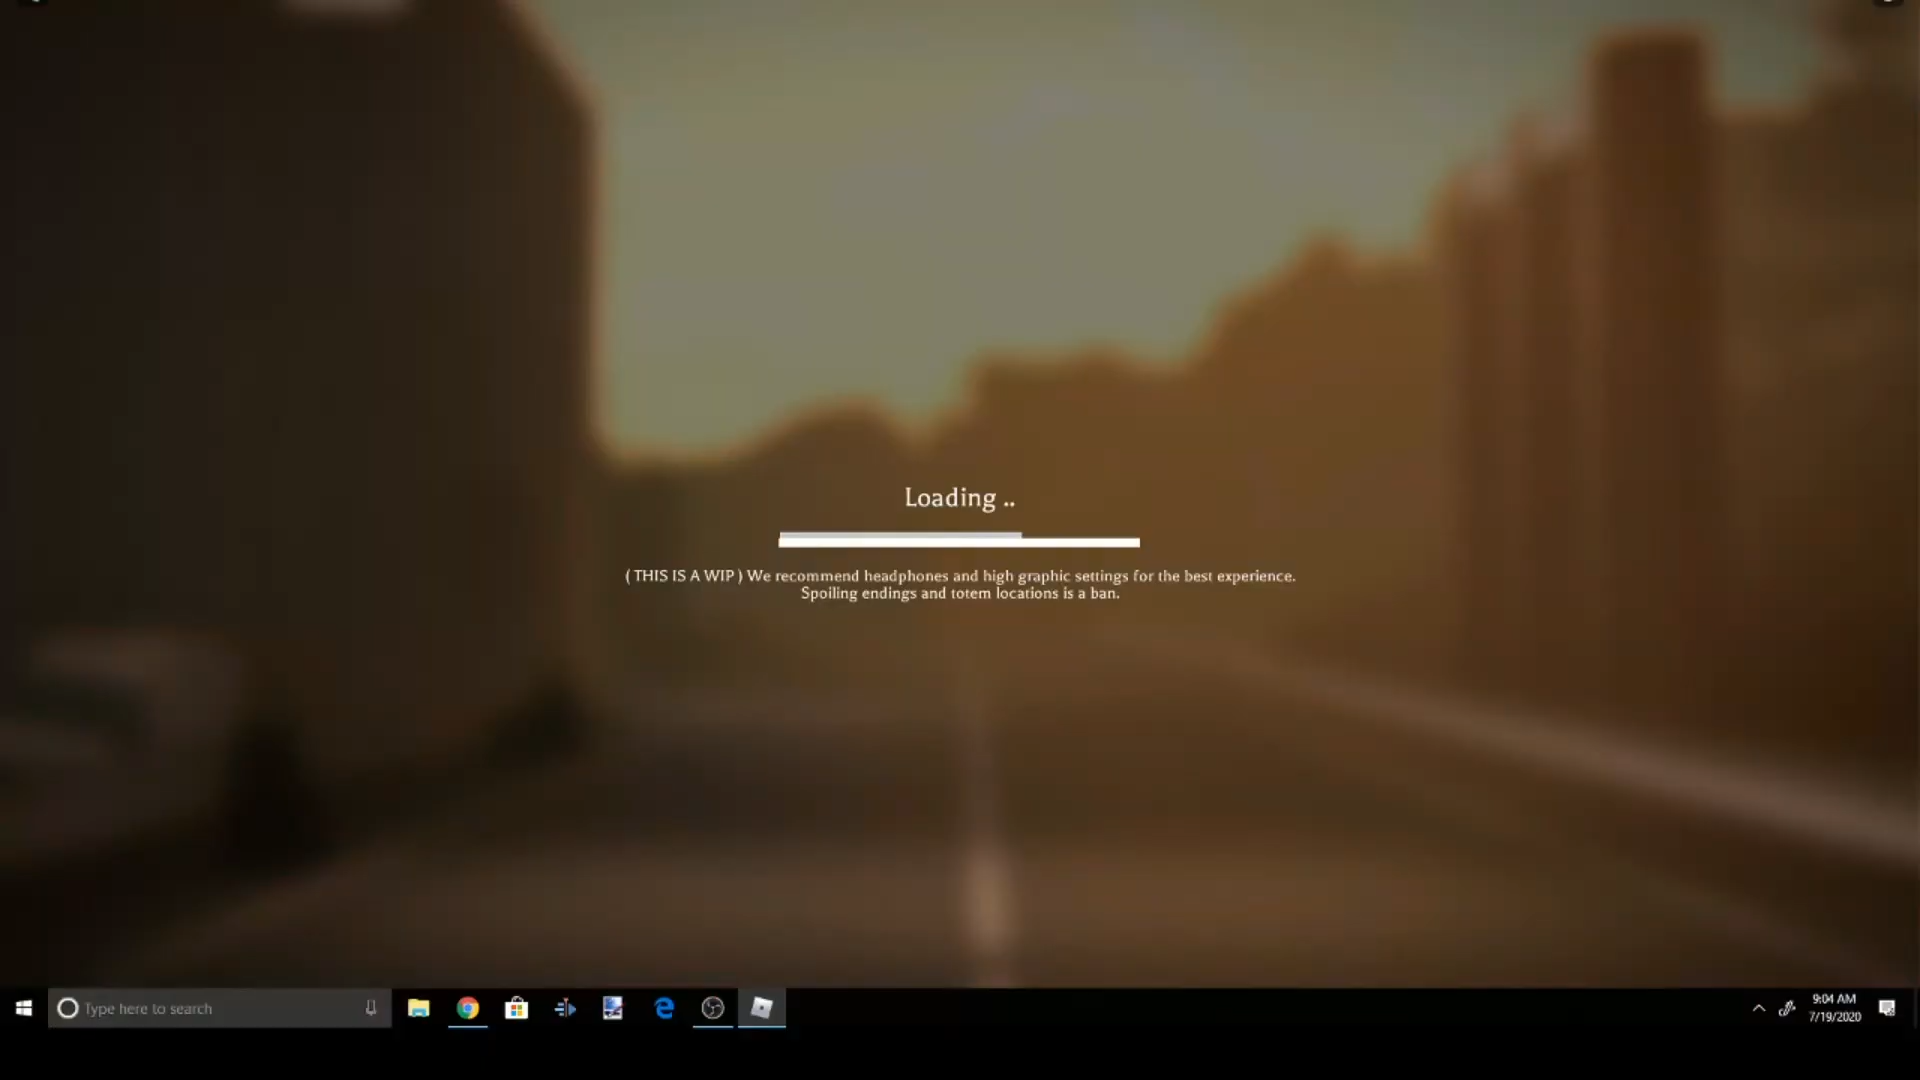 Loading ..
( THIS IS A WIP ) We recommend headphones and high graphic settings for the best experience.
Spoiling endings and totem locations is a ban.
Type here to search
9:04 AM
7/19/2020